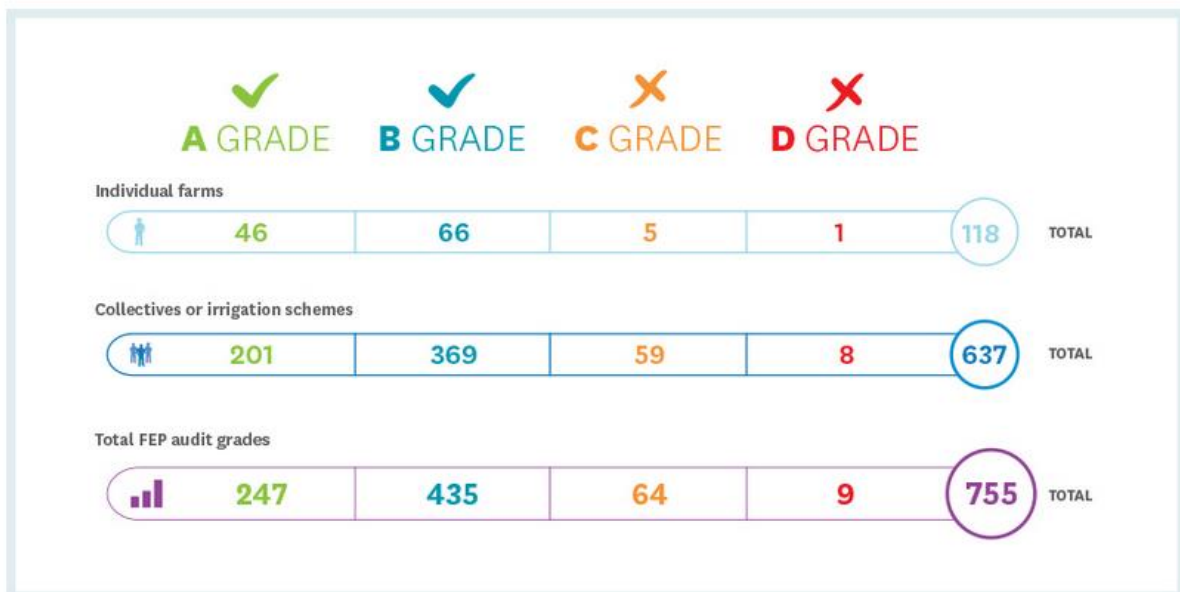 A GRADE B GRADE C GRADE D GRADE
Individual farms
46 66 5 1 118 TOTAL
Collectives or irrigation schemes
201 369 59 8 637 TOTAL
Total FEP audit grades
247 435 64 9 755 TOTAL